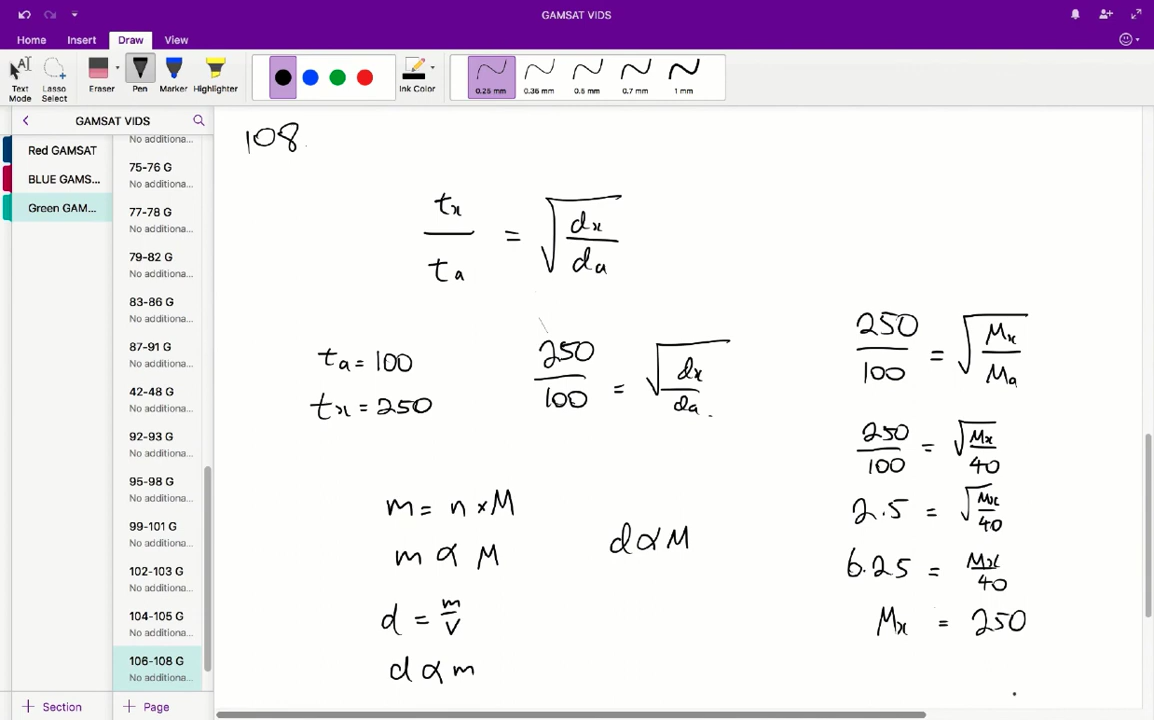 GAMSAT VIDS
Home Insert Draw View
Text Mode
Lasso Select
Eraser
Pen
Marker
Highlighter
Ink Color
0.25 mm
0.35 mm
0.5 mm
0.7 mm
1 mm
GAMSAT VIDS
Red GAMSAT
BLUE GAMS...
Green GAM...
No additiona...
75-76 G
No additiona...
77-78 G
No additiona...
79-82 G
No additiona...
83-86 G
No additiona...
87-91 G
No additiona...
42-48 G
No additiona...
92-93 G
No additiona...
95-98 G
No additiona...
99-101 G
No additiona...
102-103 G
No additiona...
104-105 G
No additiona...
106-108 G
No additiona...
+ Section
+ Page
108.
tx/ta = √(dx/da)
ta = 100
tx = 250
250/100 = √(dx/da).
m = n × M
m ∝ M
d = m/V
d ∝ m
d ∝ M
250/100 = √(Mx/Ma)
250/100 = √(Mx/40)
2.5 = √(Mx/40)
6.25 = Mx/40
Mx = 250